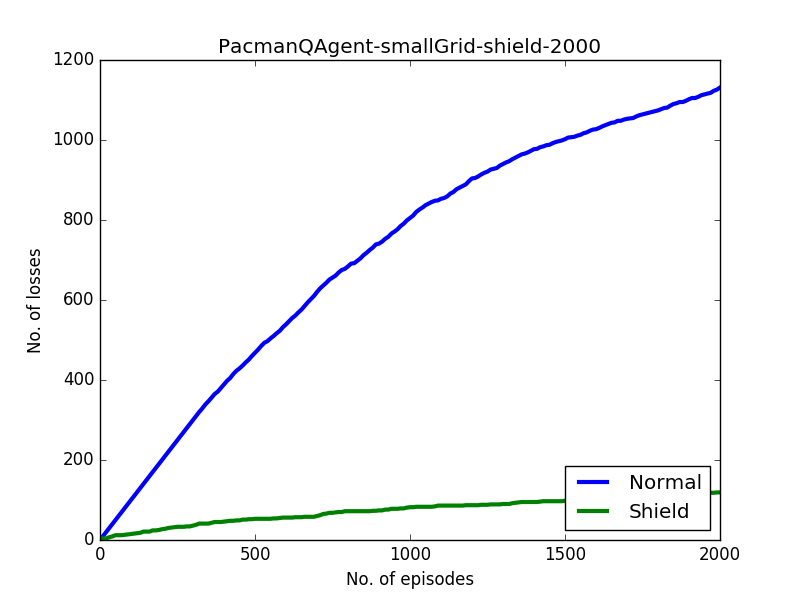 PacmanQAgent-smallGrid-shield-2000
1200
1000
800
600
400
200
0
No. of losses
Normal
Shield
0 500 1000 1500 2000
No. of episodes